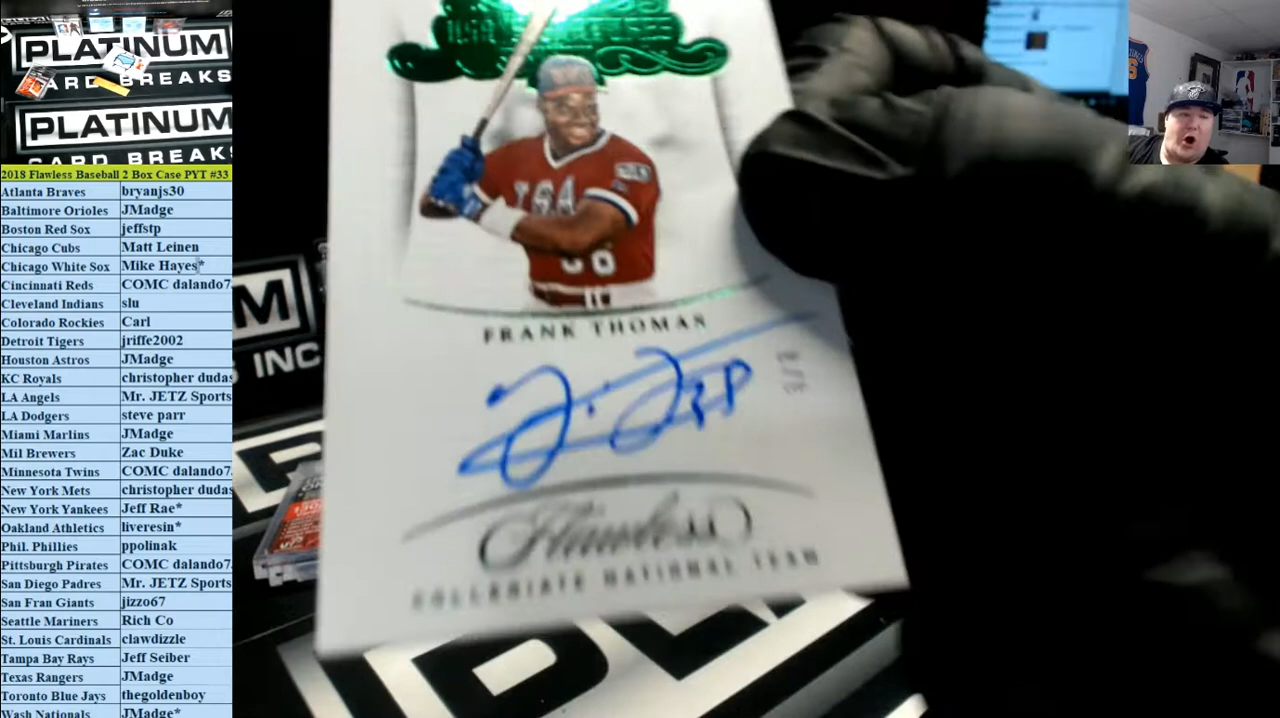 PLATINUM
CARD BREAKS
PLATINUM
CARD BREAKS
2018 Flawless Baseball 2 Box Case PYT #33
Atlanta Braves bryanjs30
Baltimore Orioles JMadge
Boston Red Sox jeffstp
Chicago Cubs Matt Leinen
Chicago White Sox Mike Hayes*
Cincinnati Reds COMC dalando7
Cleveland Indians slu
Colorado Rockies Carl
Detroit Tigers jriffe2002
Houston Astros JMadge
KC Royals christopher dudas
LA Angels Mr. JETZ Sports
LA Dodgers steve parr
Miami Marlins JMadge
Mil Brewers Zac Duke
Minnesota Twins COMC dalando7
New York Mets christopher dudas
New York Yankees Jeff Rae*
Oakland Athletics liveresin*
Phil. Phillies ppolinak
Pittsburgh Pirates COMC dalando7
San Diego Padres Mr. JETZ Sports
San Fran Giants jizzo67
Seattle Mariners Rich Co
St. Louis Cardinals clawdizzle
Tampa Bay Rays Jeff Seiber
Texas Rangers JMadge
Toronto Blue Jays thegoldenboy
Wash Nationals JMadge*
USA
FRANK THOMAS
Flawless
COLLEGIATE NATIONAL TEAM
M
INC